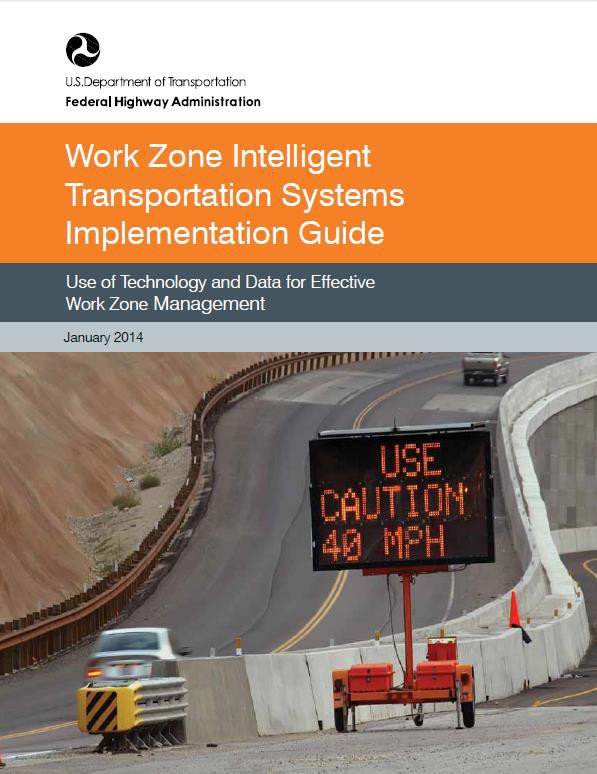 U.S.Department of Transportation
Federal Highway Administration
Work Zone Intelligent
Transportation Systems
Implementation Guide
Use of Technology and Data for Effective
Work Zone Management
January 2014
USE
CAUTION
40 MPH